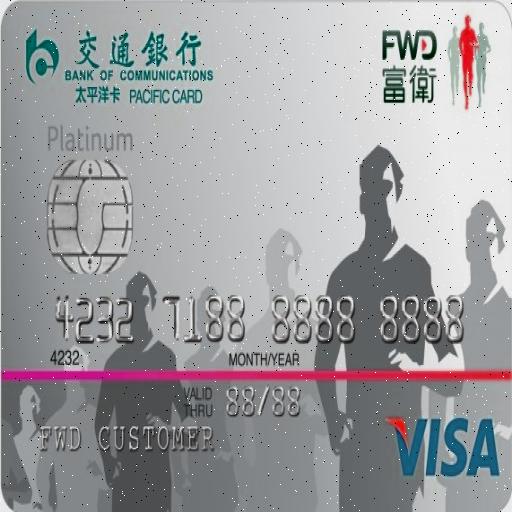 交通銀行
BANK OF COMMUNICATIONS
太平洋卡 PACIFIC CARD
FWD
富衛
Platinum
4232 7188 8888 8888
4232
MONTH/YEAR
VALID THRU 88/88
FWD CUSTOMER
VISA